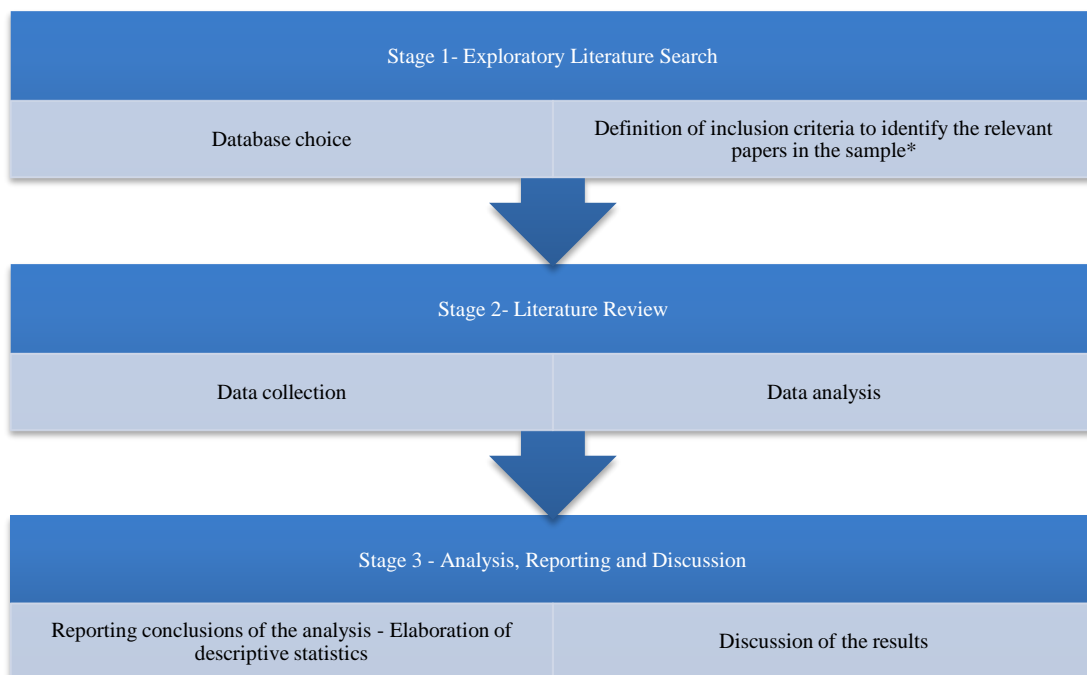 Stage 1- Exploratory Literature Search
Database choice
Definition of inclusion criteria to identify the relevant
papers in the sample*
Stage 2- Literature Review
Data collection
Data analysis
Stage 3 - Analysis, Reporting and Discussion
Reporting conclusions of the analysis - Elaboration of
descriptive statistics
Discussion of the results